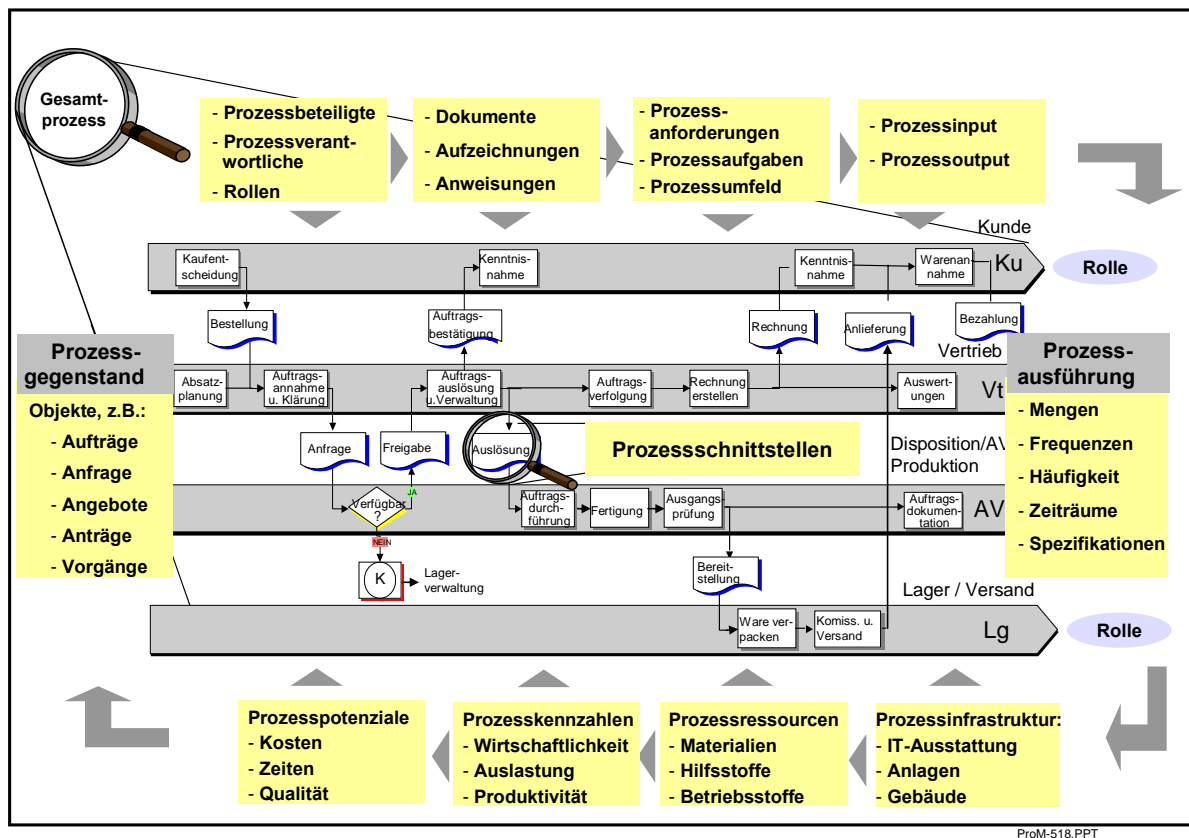 Gesamt-
prozess
- Prozessbeteiligte
- Prozessverant-
wortliche
- Rollen
- Dokumente
- Aufzeichnungen
- Anweisungen
- Prozess-
anforderungen
- Prozessaufgaben
- Prozessumfeld
- Prozessinput
- Prozessoutput
Kunde
Kaufent-
scheidung
Kenntnis-
nahme
Kenntnis-
nahme
Warenan-
nahme
Ku
Rolle
Bestellung
Auftrags-
bestätigung
Rechnung
Anlieferung
Bezahlung
Vertrieb
Prozess-
gegenstand
Objekte, z.B.:
- Aufträge
- Anfrage
- Angebote
- Anträge
- Vorgänge
Absatz-
planung
Auftrags-
annahme
u. Klärung
Auftrags-
auslösung
u.Verwaltung
Auftrags-
verfolgung
Rechnung
erstellen
Auswert-
ungen
Vt
Prozess-
ausführung
- Mengen
- Frequenzen
- Häufigkeit
- Zeiträume
- Spezifikationen
Anfrage
Freigabe
Auslösung
Prozessschnittstellen
Disposition/AV
Produktion
JA
Verfügbar
?
NEIN
Auftrags-
durch-
führung
Fertigung
Ausgangs-
prüfung
Auftrags-
dokumen-
tation
AV
K
Lager-
verwaltung
Bereit-
stellung
Lager / Versand
Ware ver-
packen
Komiss. u.
Versand
Lg
Rolle
Prozesspotenziale
- Kosten
- Zeiten
- Qualität
Prozesskennzahlen
- Wirtschaftlichkeit
- Auslastung
- Produktivität
Prozessressourcen
- Materialien
- Hilfsstoffe
- Betriebsstoffe
Prozessinfrastruktur:
- IT-Ausstattung
- Anlagen
- Gebäude
ProM-518.PPT